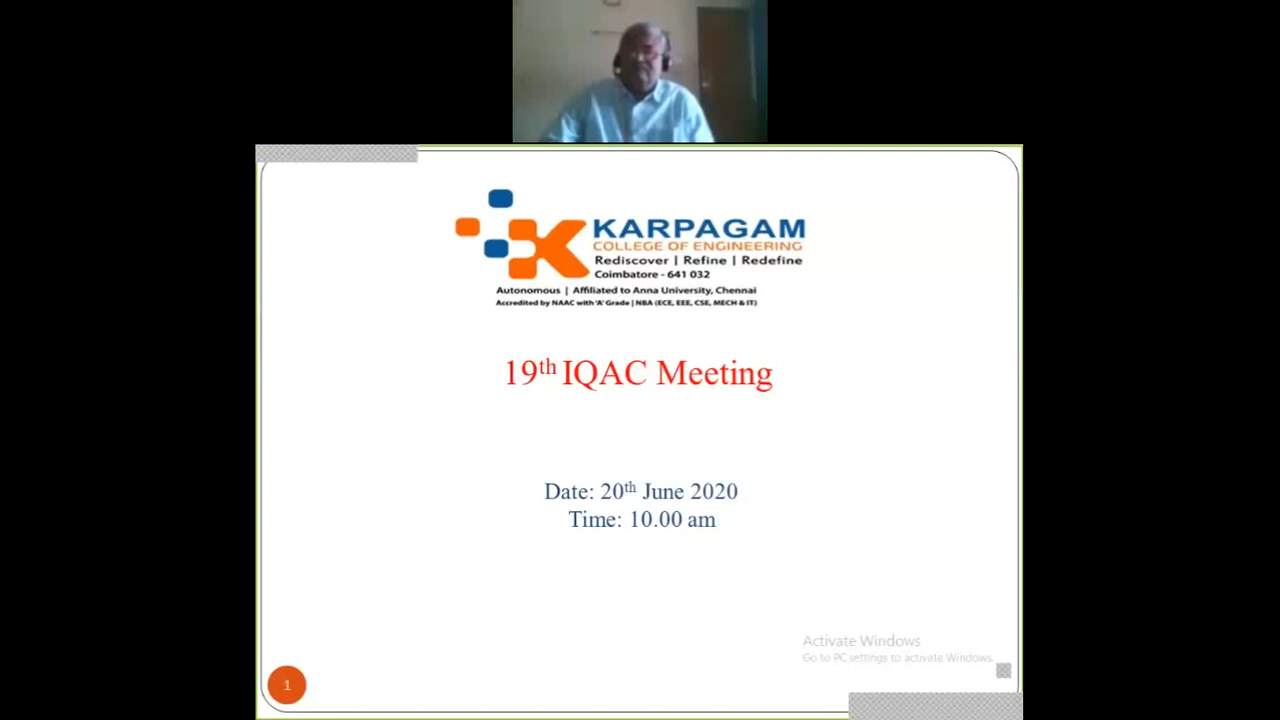 KARPAGAM
COLLEGE OF ENGINEERING
Rediscover | Refine | Redefine
Coimbatore - 641 032
Autonomous | Affiliated to Anna University, Chennai
Accredited by NAAC with 'A' Grade | NBA (ECE, EEE, CSE, MECH & IT)
19th IQAC Meeting
Date: 20th June 2020
Time: 10.00 am
Activate Windows
Go to PC settings to activate Windows.
1